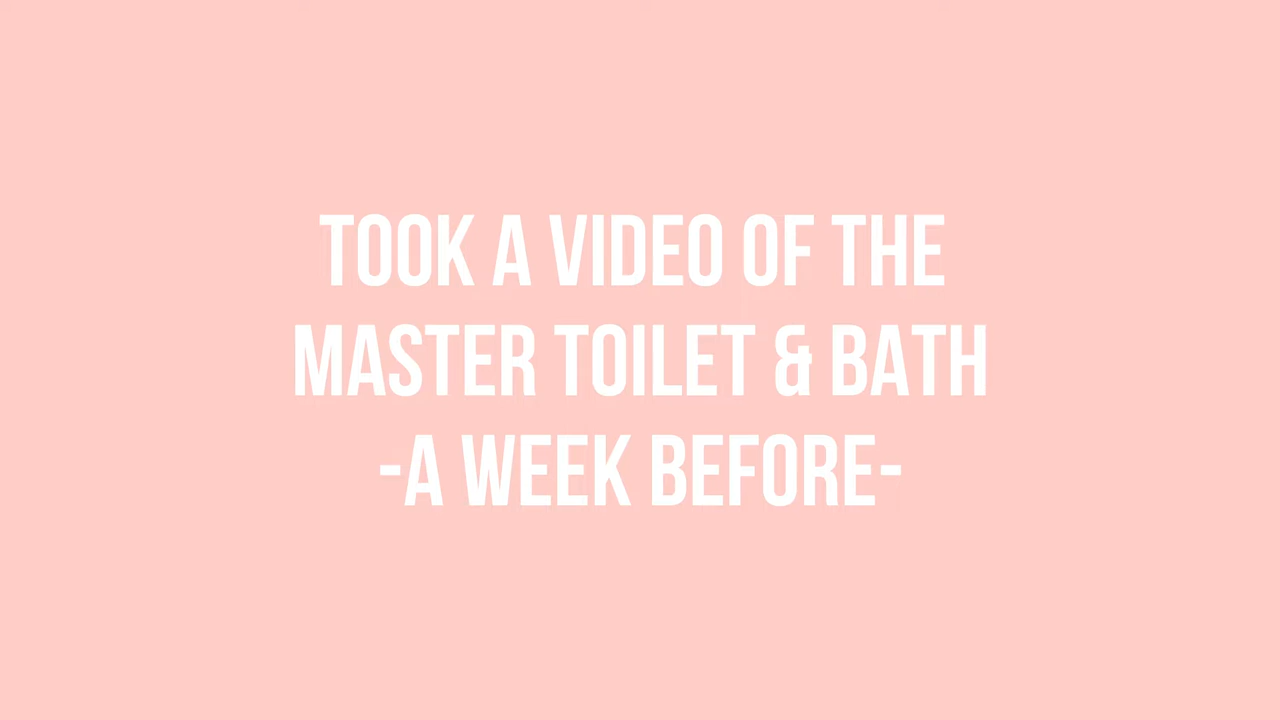 TOOK A VIDEO OF THE
MASTER TOILET & BATH
-A WEEK BEFORE-